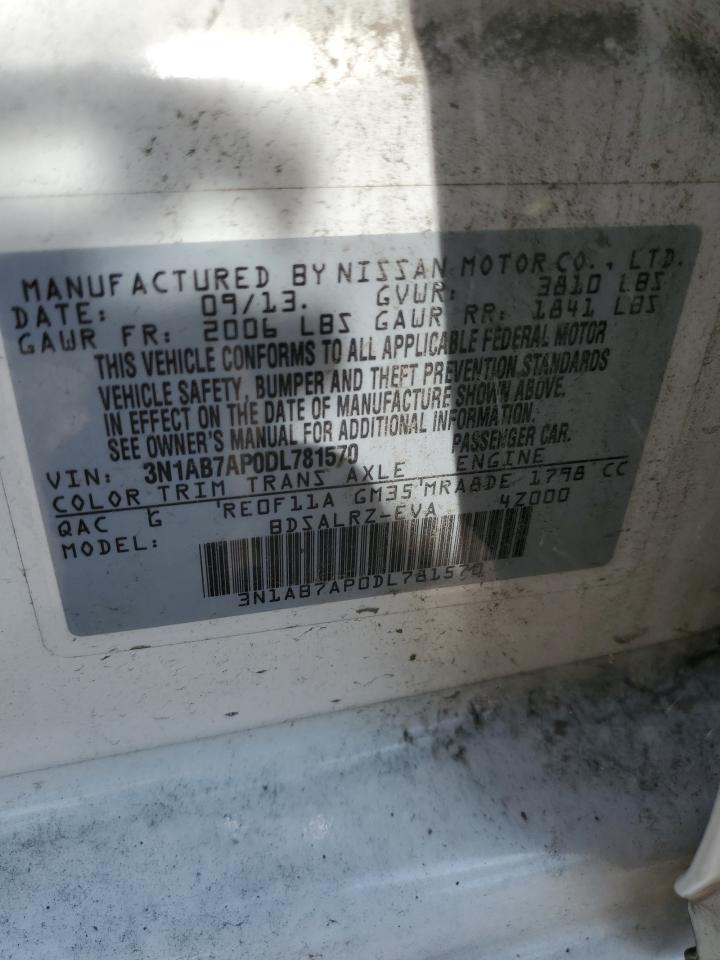 MANUFACTURED BY NISSAN MOTOR CO., LTD.
DATE: 09/13. GVWR: 3810 LBS
GAWR FR: 2006 LBS GAWR RR: 1841 LBS
THIS VEHICLE CONFORMS TO ALL APPLICABLE FEDERAL MOTOR
VEHICLE SAFETY, BUMPER AND THEFT PREVENTION STANDARDS
IN EFFECT ON THE DATE OF MANUFACTURE SHOWN ABOVE.
SEE OWNER'S MANUAL FOR ADDITIONAL INFORMATION.
VIN: 3N1AB7AP0DL781570 PASSENGER CAR.
COLOR TRIM TRANS AXLE ENGINE
QAC G RE0F11A GM35 MRA8DE 1798 CC
MODEL: BDSALRZ-EVA 4Z000
3N1AB7AP0DL781570